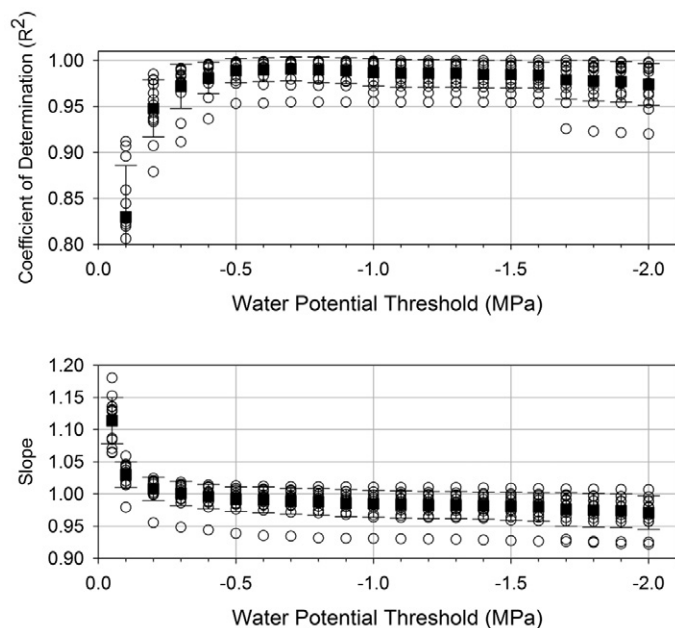 Coefficient of Determination (R²)
1.00
0.95
0.90
0.85
0.80
0.0 -0.5 -1.0 -1.5 -2.0
Water Potential Threshold (MPa)
Slope
1.20
1.15
1.10
1.05
1.00
0.95
0.90
0.0 -0.5 -1.0 -1.5 -2.0
Water Potential Threshold (MPa)